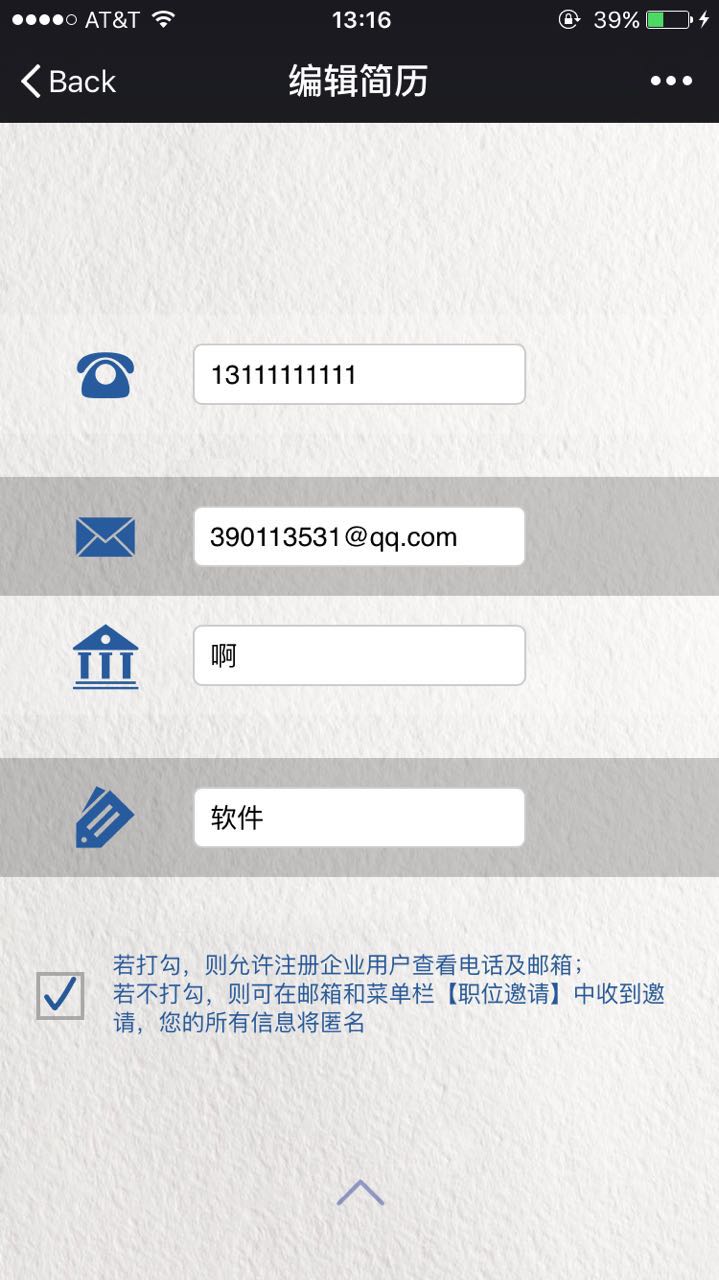 AT&T 13:16 39%
Back 编辑简历
13111111111
390113531@qq.com
啊
软件
若打勾，则允许注册企业用户查看电话及邮箱；
若不打勾，则可在邮箱和菜单栏【职位邀请】中收到邀
请，您的所有信息将匿名